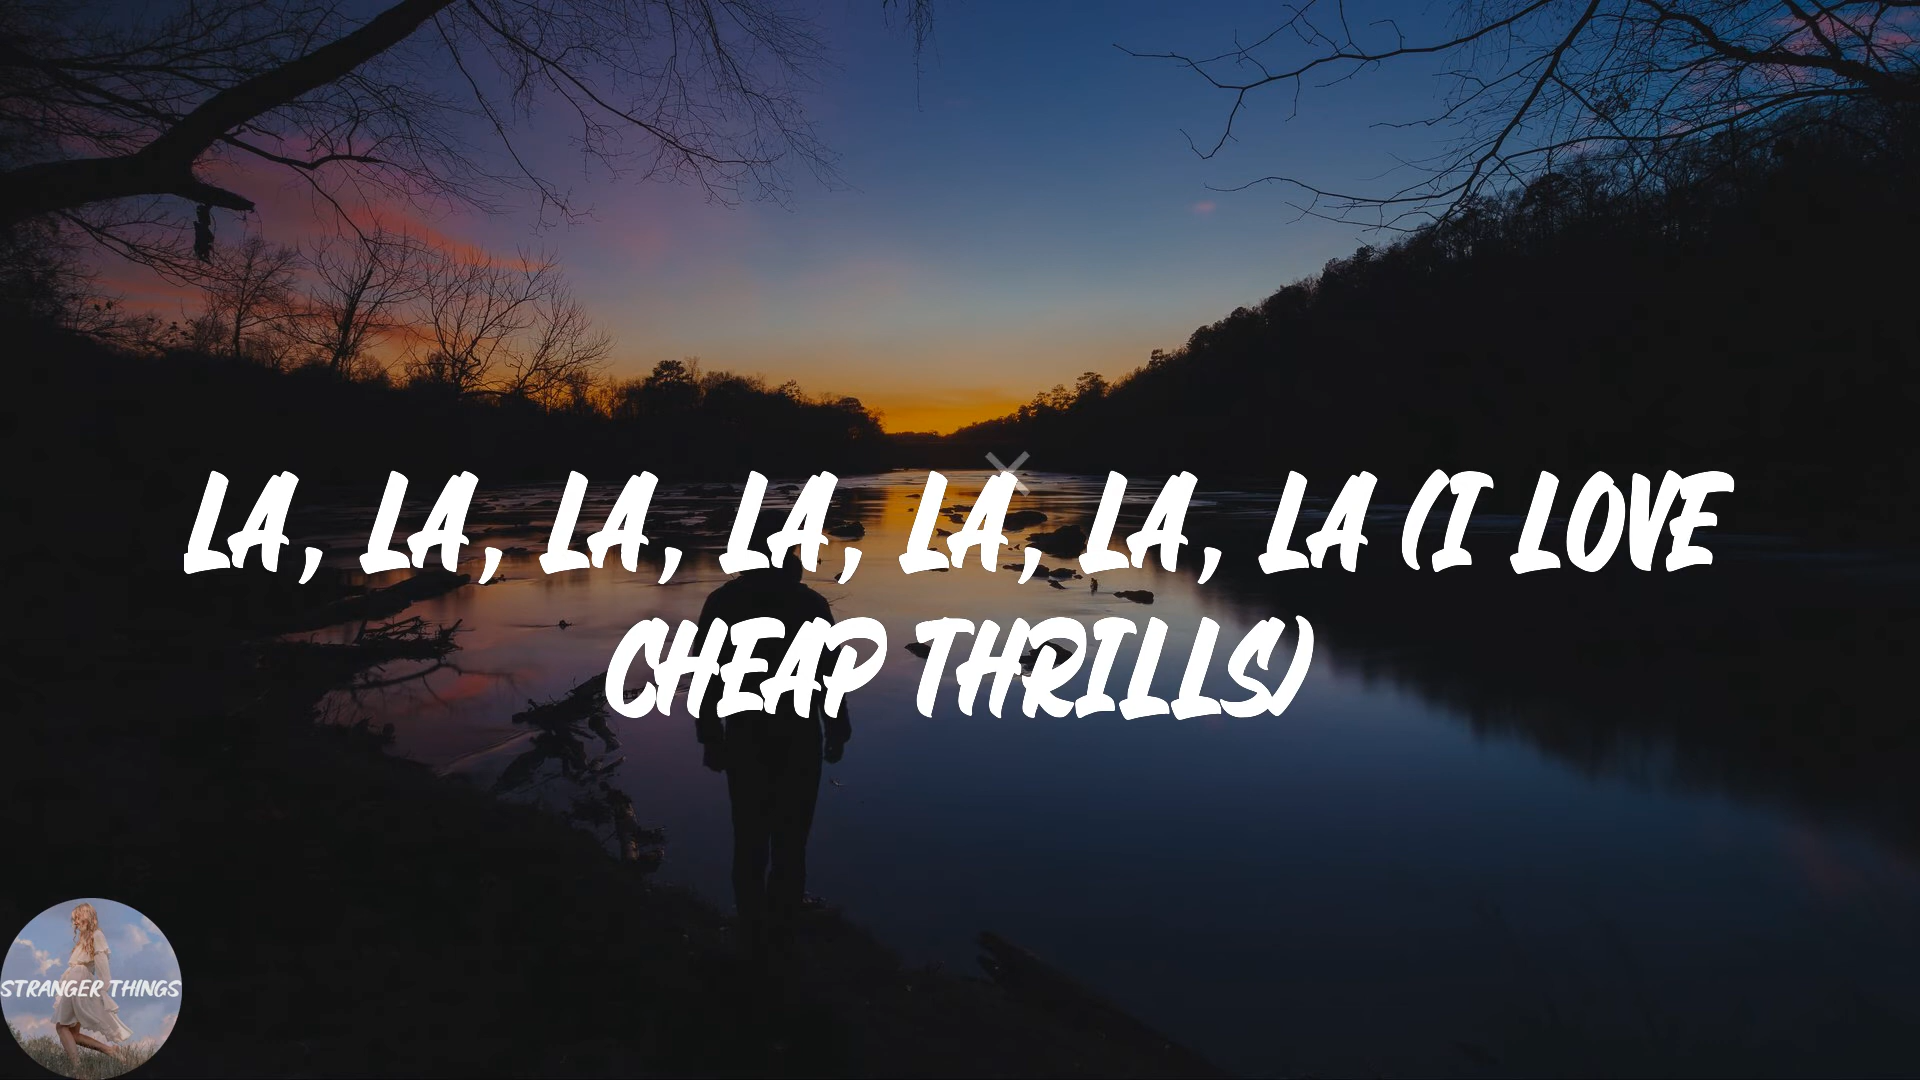 LA, LA, LA, LA, LA, LA, LA (I LOVE
CHEAP THRILLS)
STRANGER THINGS